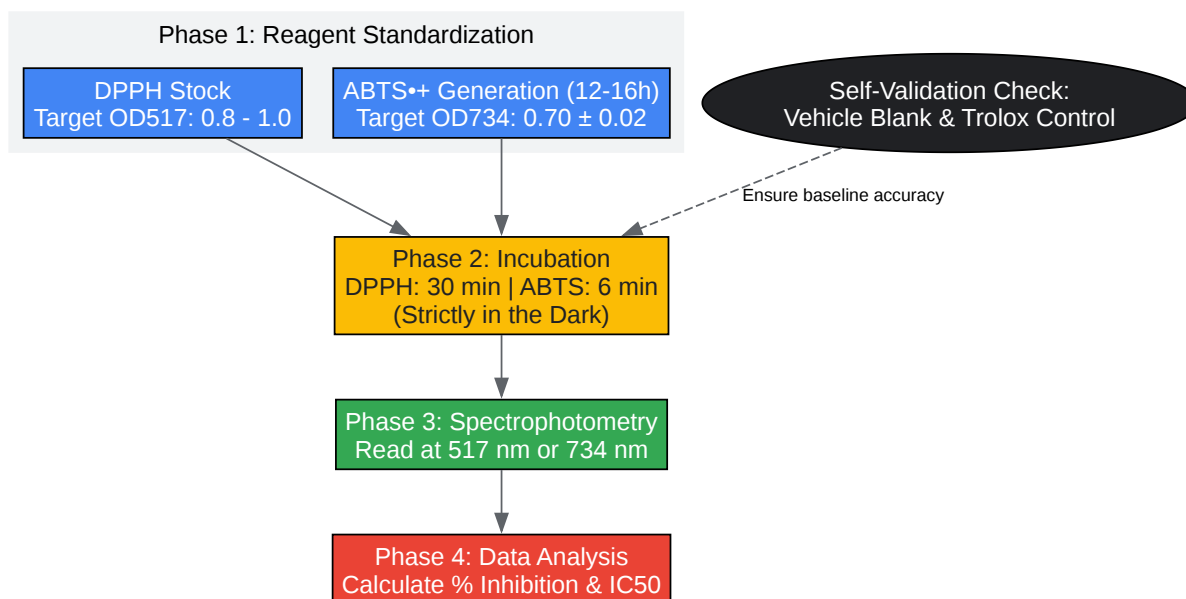 Phase 1: Reagent Standardization
DPPH Stock
Target OD517: 0.8 - 1.0
ABTS•+ Generation (12-16h)
Target OD734: 0.70 ± 0.02
Self-Validation Check:
Vehicle Blank & Trolox Control
Ensure baseline accuracy
Phase 2: Incubation
DPPH: 30 min | ABTS: 6 min
(Strictly in the Dark)
Phase 3: Spectrophotometry
Read at 517 nm or 734 nm
Phase 4: Data Analysis
Calculate % Inhibition & IC50